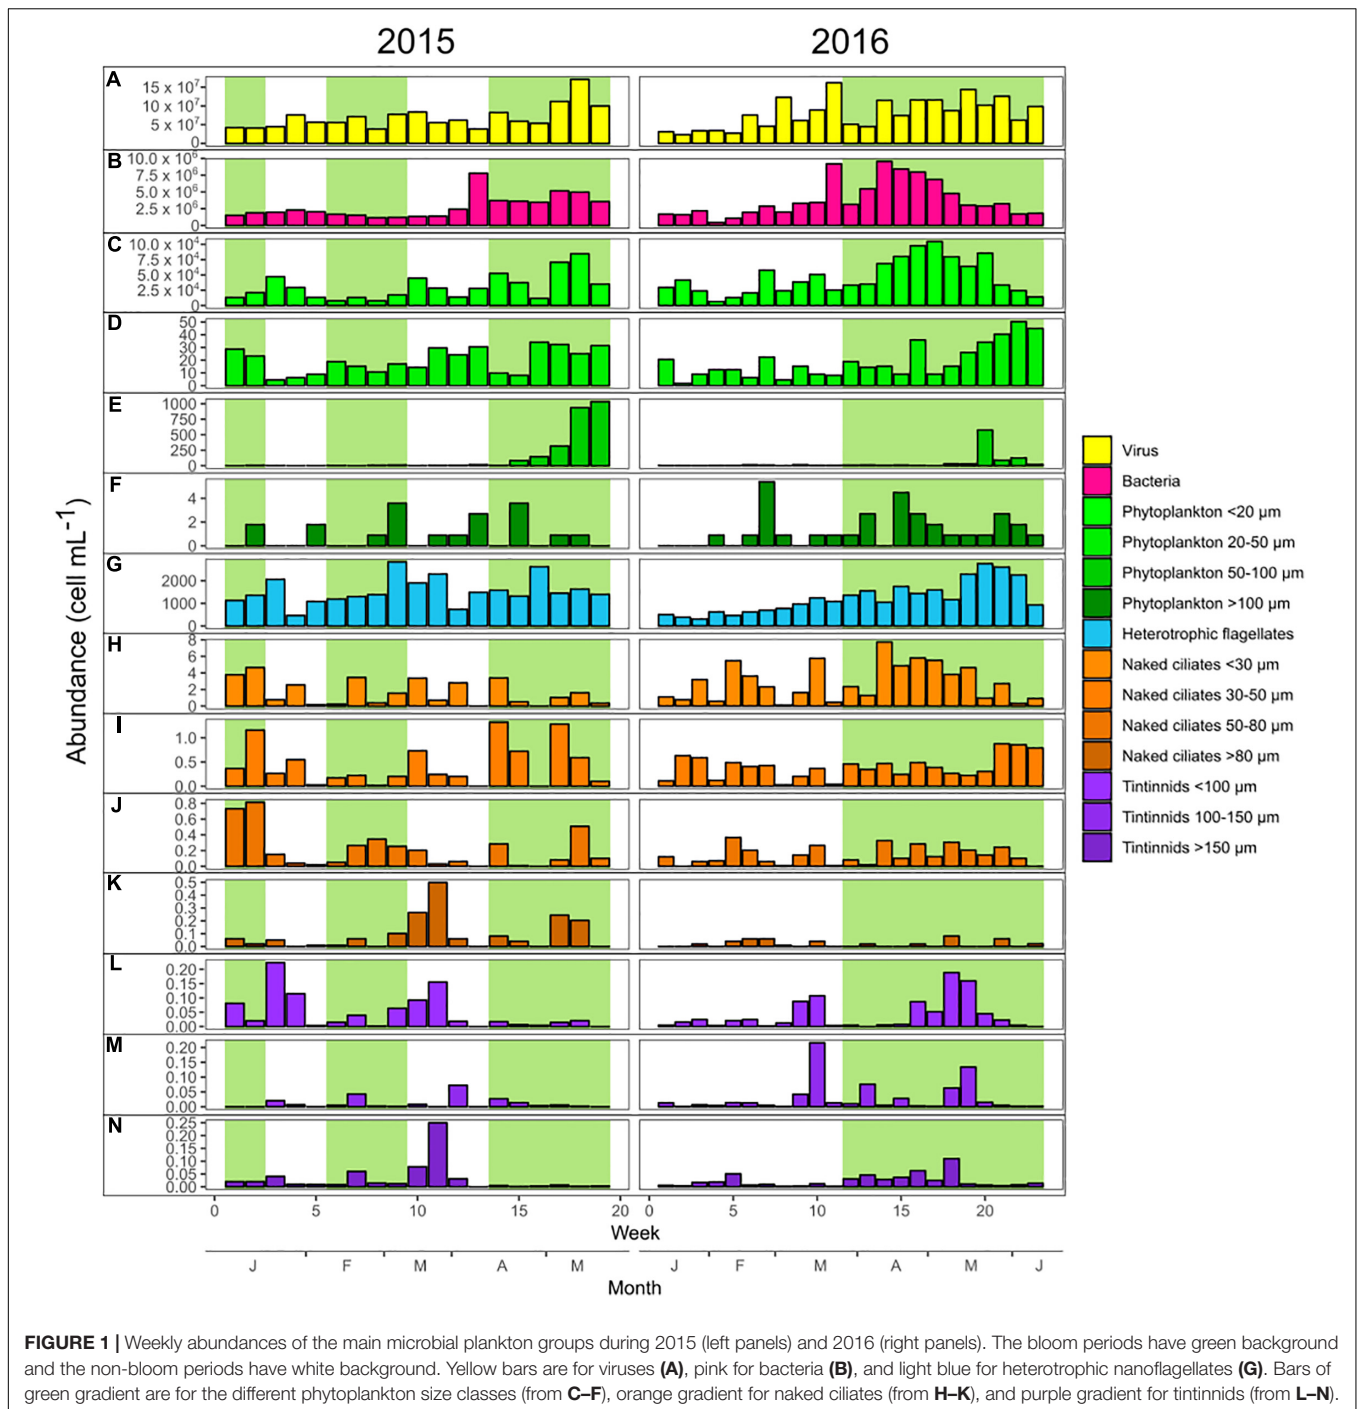 2015 2016
A
15 x 10⁷
10 x 10⁷
5 x 10⁷
0
B
10.0 x 10⁶
7.5 x 10⁶
5.0 x 10⁶
2.5 x 10⁶
0
C
10.0 x 10⁴
7.5 x 10⁴
5.0 x 10⁴
2.5 x 10⁴
0
D
50
40
30
20
10
0
E
1000
750
500
250
0
F
4
2
0
G
2000
1000
0
H
8
6
4
2
0
I
1.0
0.5
0.0
J
0.8
0.6
0.4
0.2
0.0
K
0.5
0.4
0.3
0.2
0.1
0.0
L
0.20
0.15
0.10
0.05
0.00
M
0.20
0.15
0.10
0.05
0.00
N
0.25
0.20
0.15
0.10
0.05
0.00
Abundance (cell mL⁻¹)
0 5 10 15 20 0 5 10 15 20
Week
J F M A M J F M A M J
Month
Virus
Bacteria
Phytoplankton <20 µm
Phytoplankton 20-50 µm
Phytoplankton 50-100 µm
Phytoplankton >100 µm
Heterotrophic flagellates
Naked ciliates <30 µm
Naked ciliates 30-50 µm
Naked ciliates 50-80 µm
Naked ciliates >80 µm
Tintinnids <100 µm
Tintinnids 100-150 µm
Tintinnids >150 µm
FIGURE 1 | Weekly abundances of the main microbial plankton groups during 2015 (left panels) and 2016 (right panels). The bloom periods have green background
and the non-bloom periods have white background. Yellow bars are for viruses (A), pink for bacteria (B), and light blue for heterotrophic nanoflagellates (G). Bars of
green gradient are for the different phytoplankton size classes (from C–F), orange gradient for naked ciliates (from H–K), and purple gradient for tintinnids (from L–N).